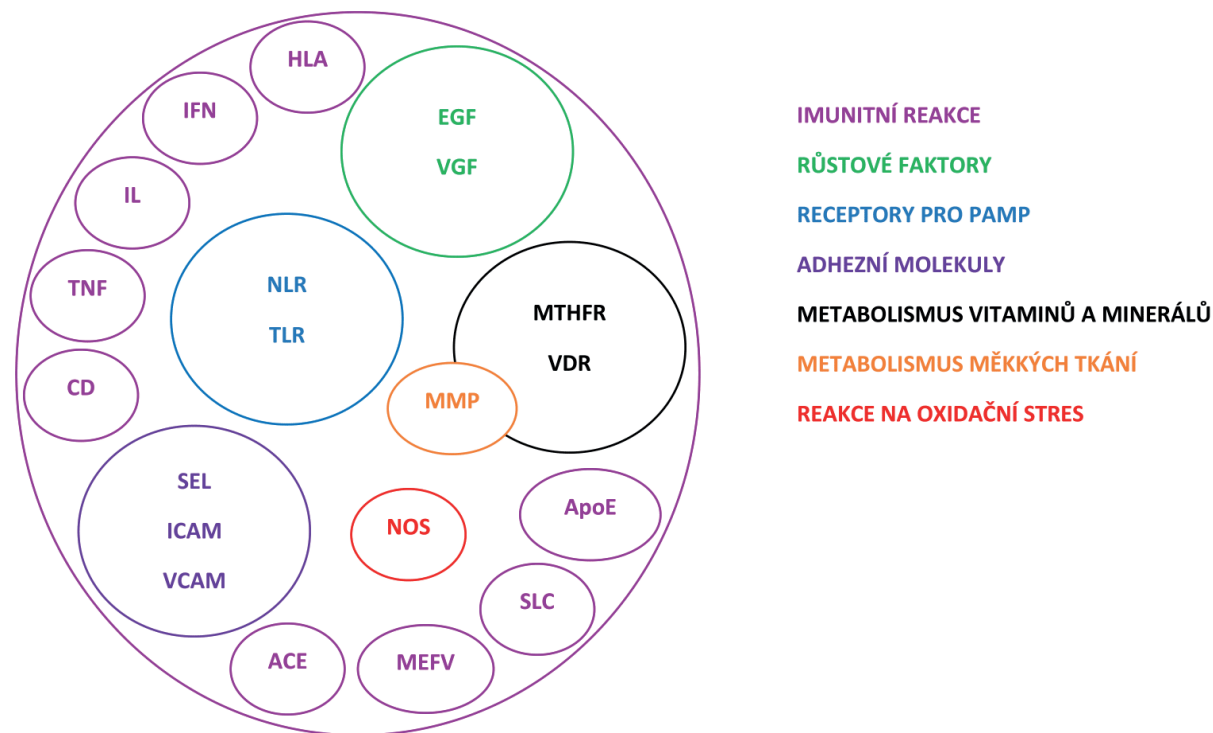 HLA
IFN
IL
TNF
CD
EGF
VGF
NLR
TLR
MTHFR
VDR
MMP
SEL
ICAM
VCAM
NOS
ApoE
SLC
ACE
MEFV
IMUNITNÍ REAKCE
RŮSTOVÉ FAKTORY
RECEPTORY PRO PAMP
ADHEZNÍ MOLEKULY
METABOLISMUS VITAMINŮ A MINERÁLŮ
METABOLISMUS MĚKKÝCH TKÁNÍ
REAKCE NA OXIDAČNÍ STRES